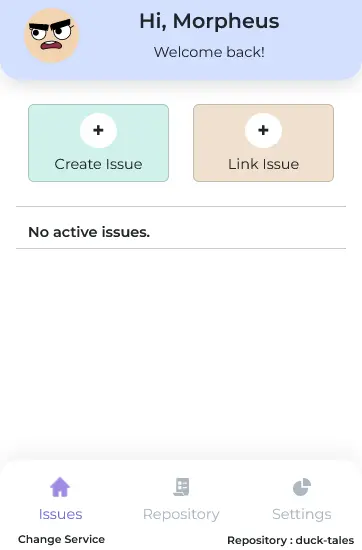 Hi, Morpheus
Welcome back!
+ +
Create Issue Link Issue
No active issues.
Issues Repository Settings
Change Service Repository : duck-tales